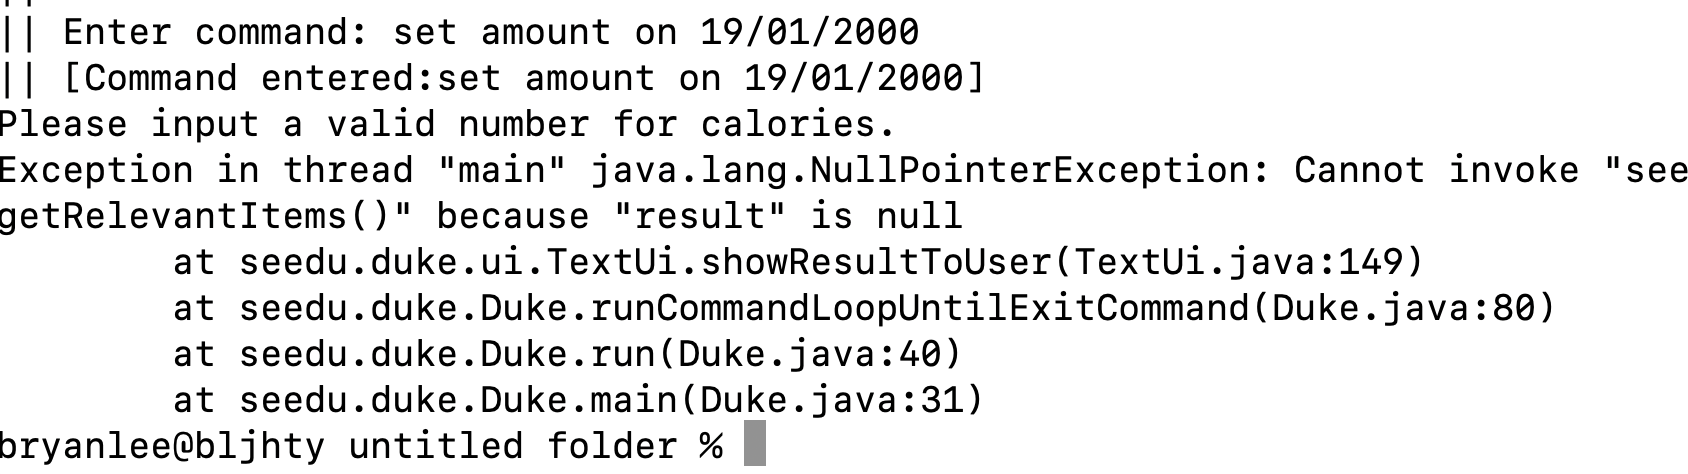 ||
|| Enter command: set amount on 19/01/2000
|| [Command entered:set amount on 19/01/2000]
Please input a valid number for calories.
Exception in thread "main" java.lang.NullPointerException: Cannot invoke "see
getRelevantItems()" because "result" is null
at seedu.duke.ui.TextUi.showResultToUser(TextUi.java:149)
at seedu.duke.Duke.runCommandLoopUntilExitCommand(Duke.java:80)
at seedu.duke.Duke.run(Duke.java:40)
at seedu.duke.Duke.main(Duke.java:31)
bryanlee@bljhty untitled folder %